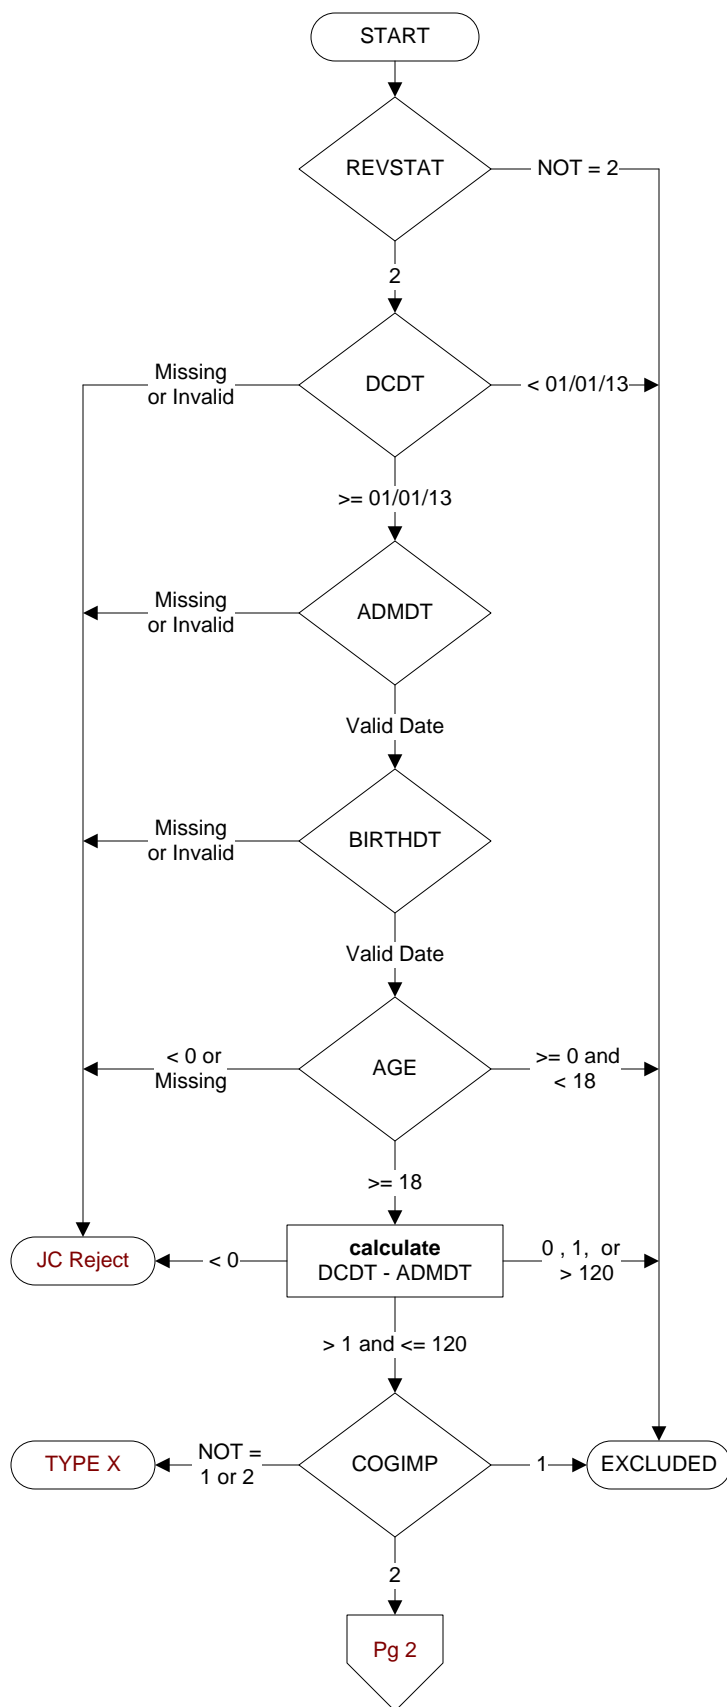 START
REVSTAT
NOT = 2
2
Missing
or Invalid
DCDT
< 01/01/13
>= 01/01/13
Missing
or Invalid
ADMDT
Valid Date
Missing
or Invalid
BIRTHDT
Valid Date
< 0 or
Missing
AGE
>= 0 and
< 18
>= 18
JC Reject
< 0
calculate
DCDT - ADMDT
0 , 1, or
> 120
> 1 and <= 120
TYPE X
NOT =
1 or 2
COGIMP
1
EXCLUDED
2
Pg 2